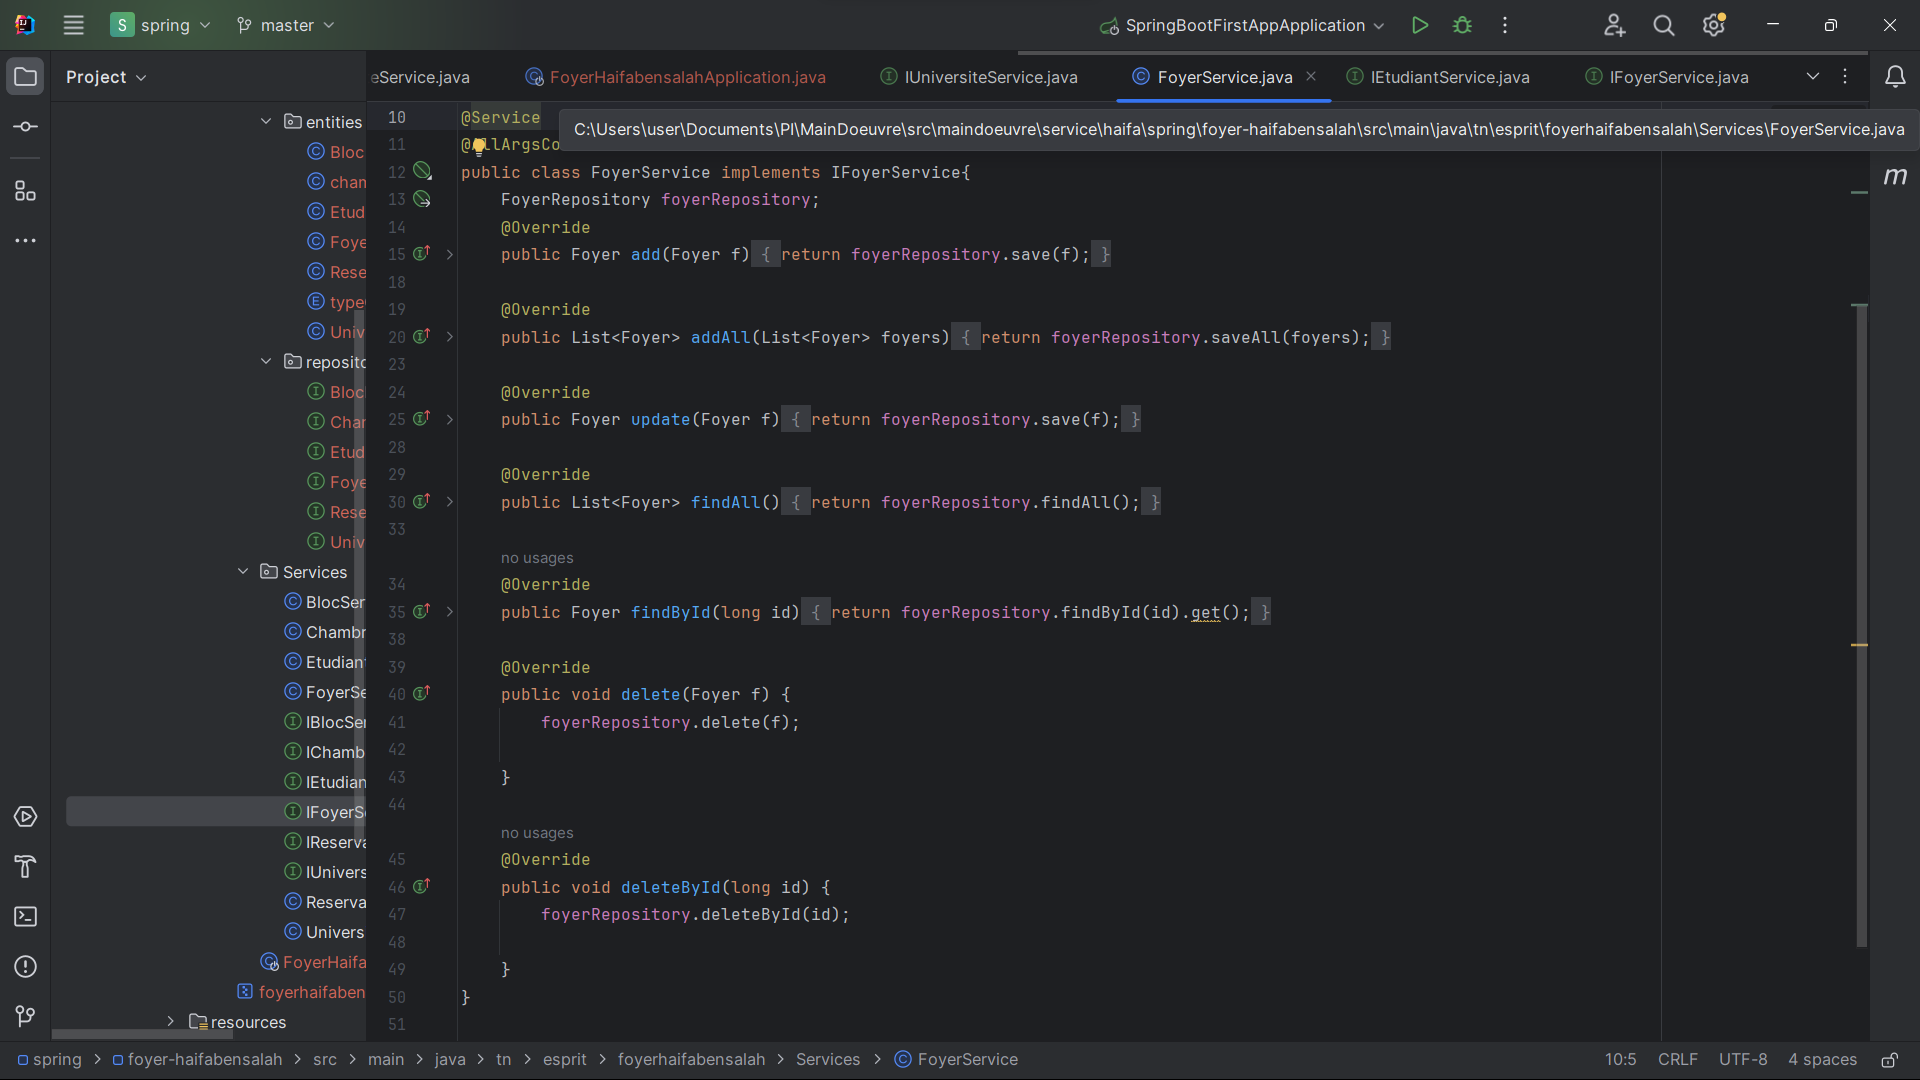 S spring master SpringBootFirstAppApplication
Project
eService.java FoyerHaifabensalahApplication.java IUniversiteService.java FoyerService.java IEtudiantService.java IFoyerService.java
C:\Users\user\Documents\PI\MainDoeuvre\src\maindoeuvre\service\haifa\spring\foyer-haifabensalah\src\main\java\tn\esprit\foyerhaifabensalah\Services\FoyerService.java
m
entities
Bloc
cham
Etud
Foye
Rese
type
Univ
reposito
Bloc
Cha
Etud
Foye
Rese
Univ
Services
BlocSer
Chambr
Etudian
FoyerSe
IBlocSer
IChamb
IEtudian
IFoyerSe
IReserva
IUnivers
Reserva
Univers
FoyerHaifa
foyerhaifaben
resources
10 @Service
11 @AllArgsCo
12 public class FoyerService implements IFoyerService{
13 FoyerRepository foyerRepository;
14 @Override
15 public Foyer add(Foyer f) { return foyerRepository.save(f); }
18
19 @Override
20 public List<Foyer> addAll(List<Foyer> foyers) { return foyerRepository.saveAll(foyers); }
23
24 @Override
25 public Foyer update(Foyer f) { return foyerRepository.save(f); }
28
29 @Override
30 public List<Foyer> findAll() { return foyerRepository.findAll(); }
33
no usages
34 @Override
35 public Foyer findById(long id) { return foyerRepository.findById(id).get(); }
38
39 @Override
40 public void delete(Foyer f) {
41 foyerRepository.delete(f);
42
43 }
44
no usages
45 @Override
46 public void deleteById(long id) {
47 foyerRepository.deleteById(id);
48
49 }
50 }
51
spring > foyer-haifabensalah > src > main > java > tn > esprit > foyerhaifabensalah > Services > FoyerService 10:5 CRLF UTF-8 4 spaces